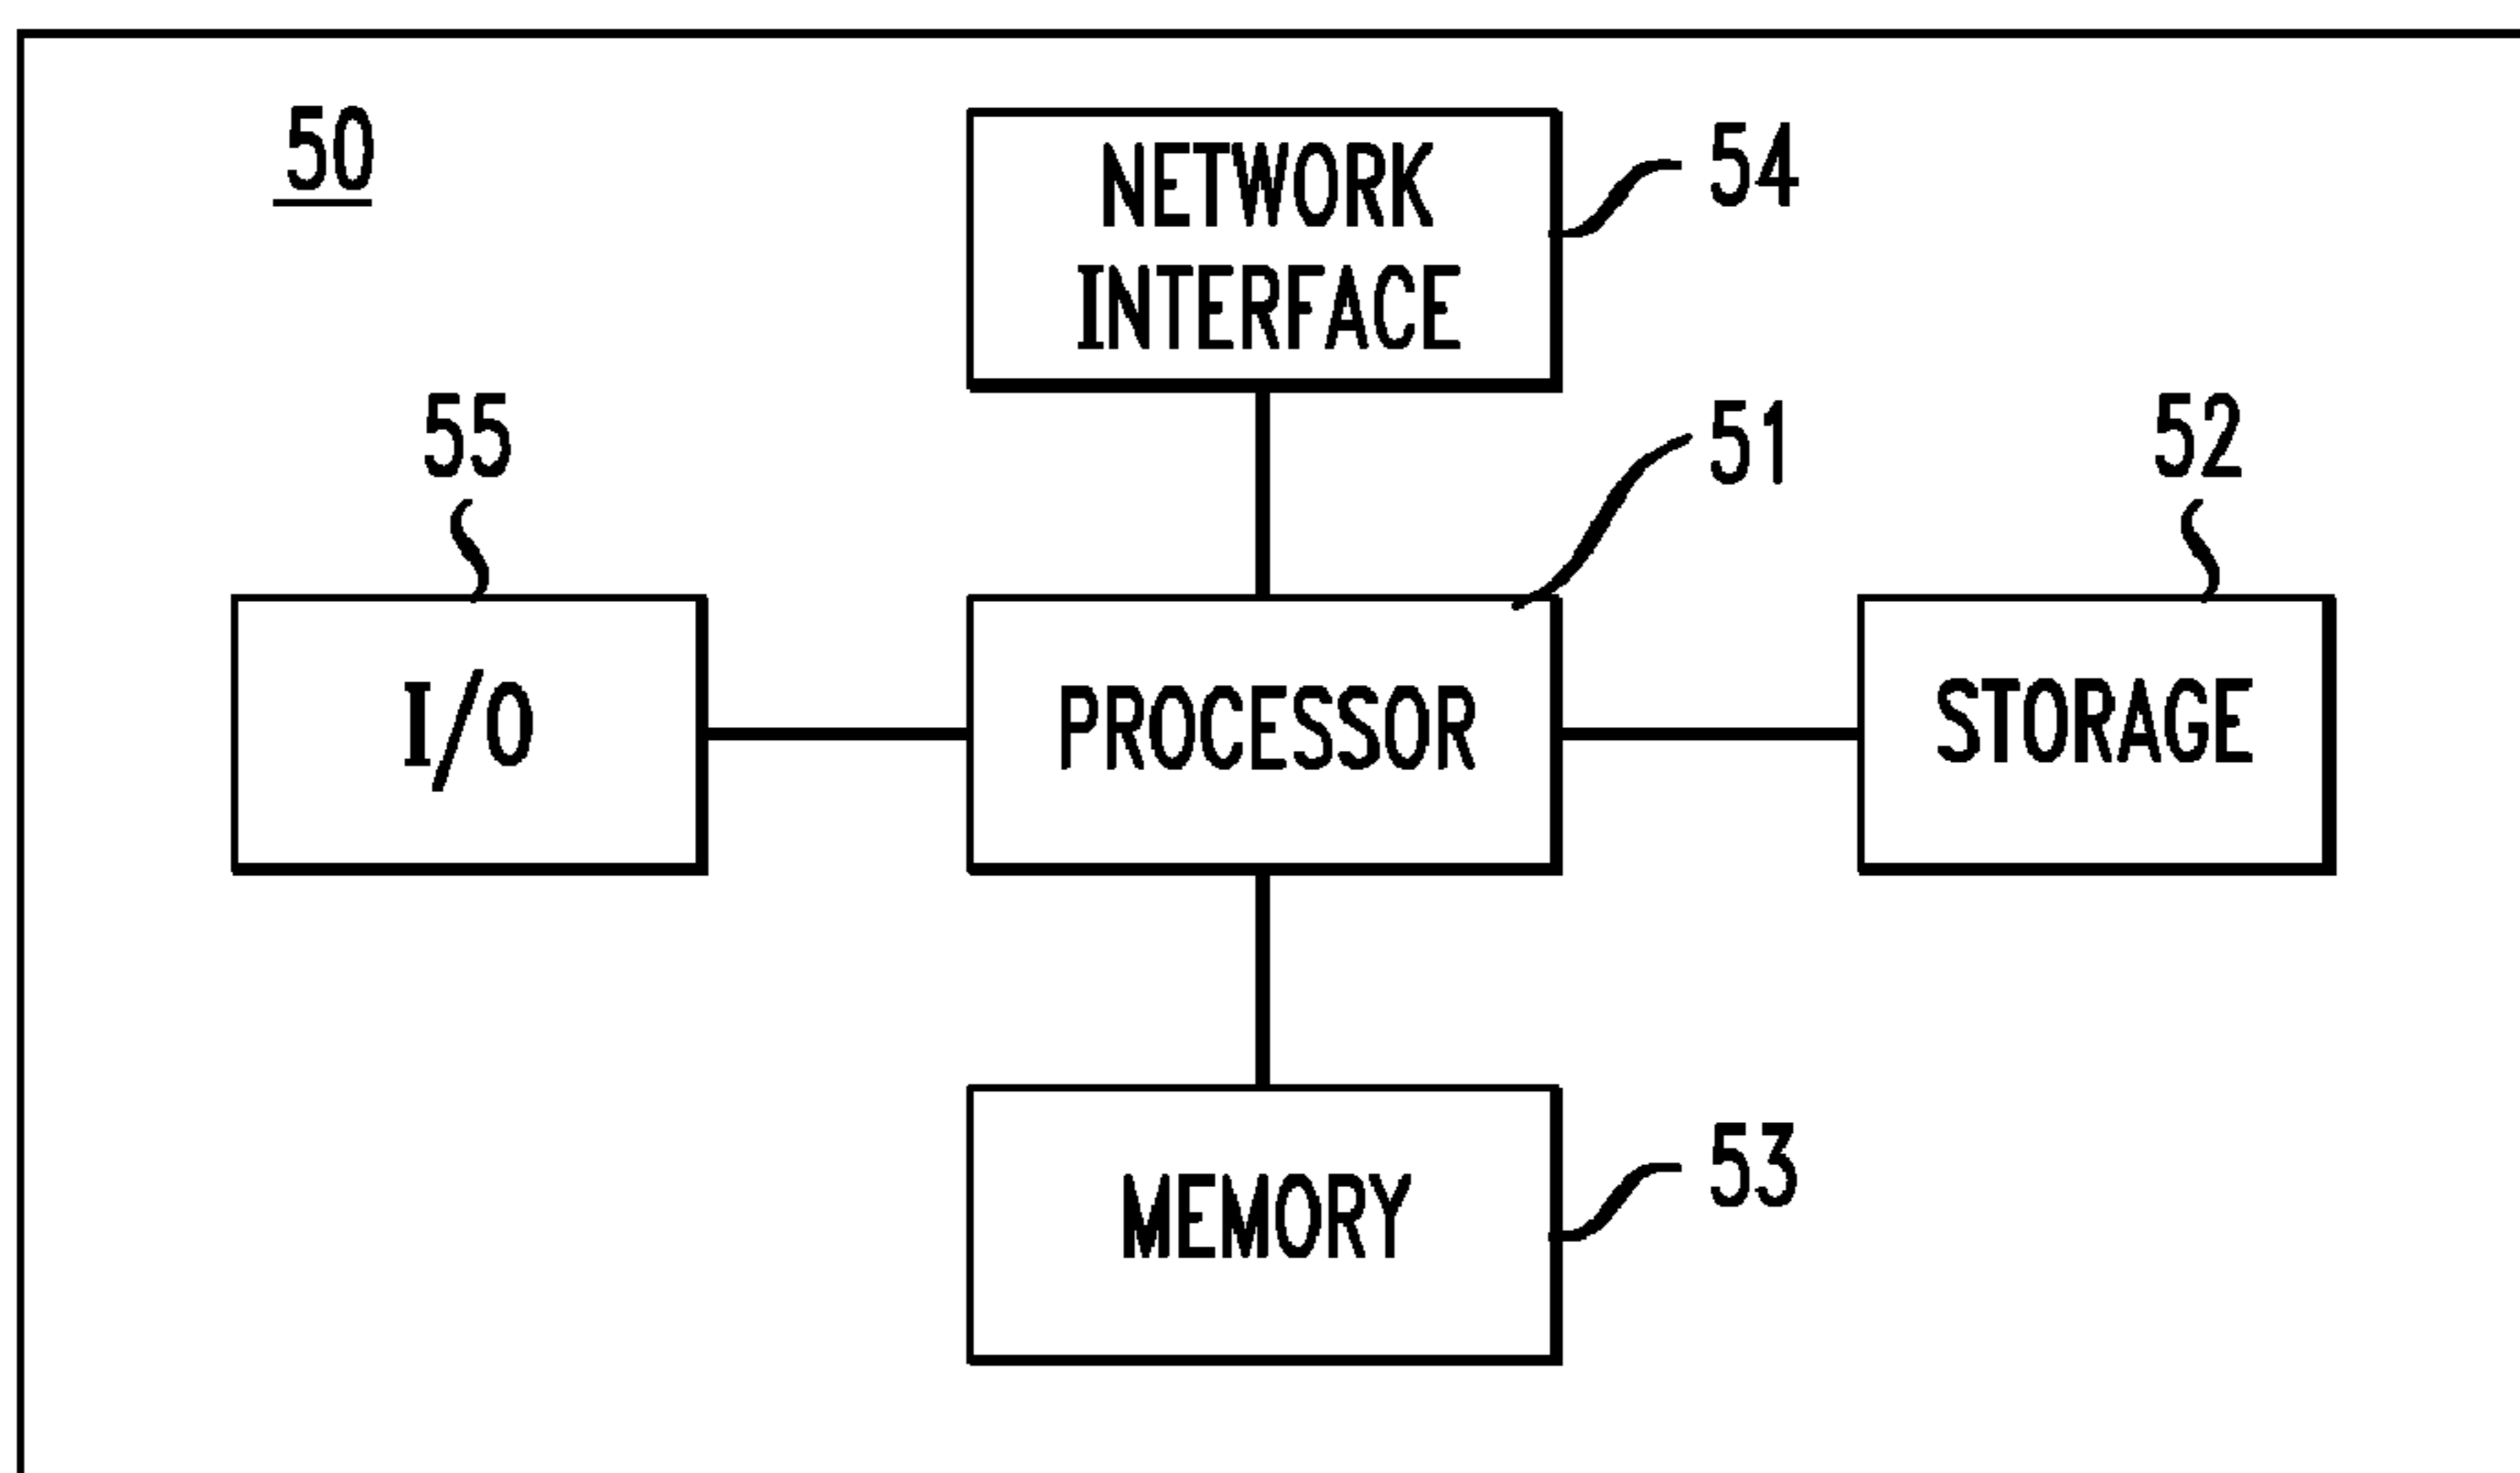 50
NETWORK
INTERFACE
54
55
51
52
I/O
PROCESSOR
STORAGE
MEMORY
53